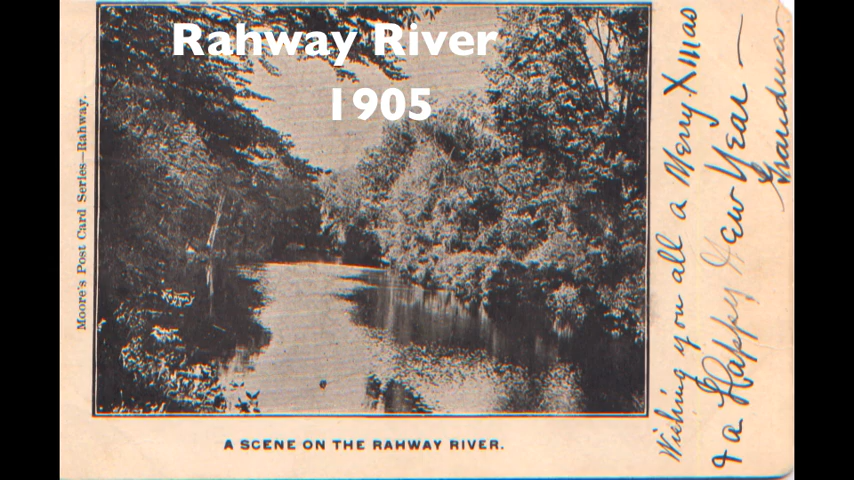 Rahway River
1905
Moore's Post Card Series—Rahway.
A SCENE ON THE RAHWAY RIVER.
Wishing you all a Merry Xmas
& a Happy New Year —
Grandma